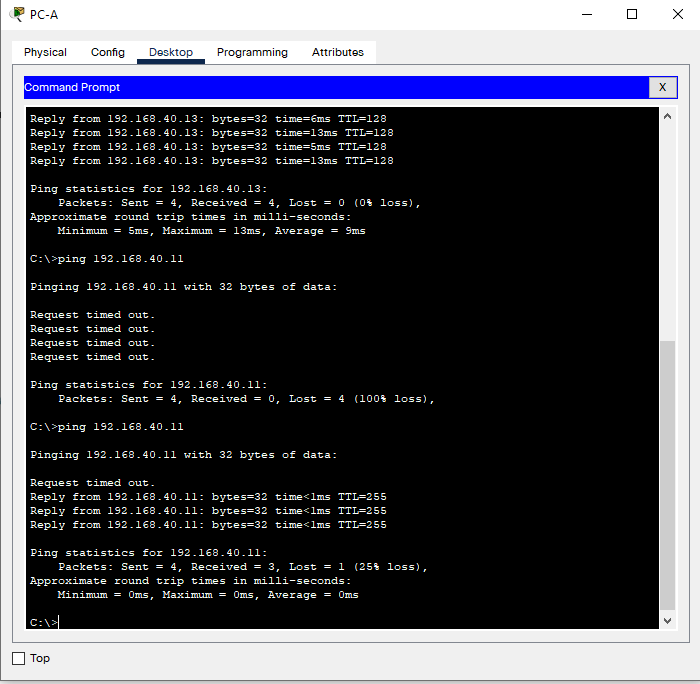 PC-A
Physical Config Desktop Programming Attributes
Command Prompt X
Reply from 192.168.40.13: bytes=32 time=6ms TTL=128
Reply from 192.168.40.13: bytes=32 time=13ms TTL=128
Reply from 192.168.40.13: bytes=32 time=5ms TTL=128
Reply from 192.168.40.13: bytes=32 time=13ms TTL=128
Ping statistics for 192.168.40.13:
Packets: Sent = 4, Received = 4, Lost = 0 (0% loss),
Approximate round trip times in milli-seconds:
Minimum = 5ms, Maximum = 13ms, Average = 9ms
C:\>ping 192.168.40.11
Pinging 192.168.40.11 with 32 bytes of data:
Request timed out.
Request timed out.
Request timed out.
Request timed out.
Ping statistics for 192.168.40.11:
Packets: Sent = 4, Received = 0, Lost = 4 (100% loss),
C:\>ping 192.168.40.11
Pinging 192.168.40.11 with 32 bytes of data:
Request timed out.
Reply from 192.168.40.11: bytes=32 time<1ms TTL=255
Reply from 192.168.40.11: bytes=32 time<1ms TTL=255
Reply from 192.168.40.11: bytes=32 time<1ms TTL=255
Ping statistics for 192.168.40.11:
Packets: Sent = 4, Received = 3, Lost = 1 (25% loss),
Approximate round trip times in milli-seconds:
Minimum = 0ms, Maximum = 0ms, Average = 0ms
C:\>
Top